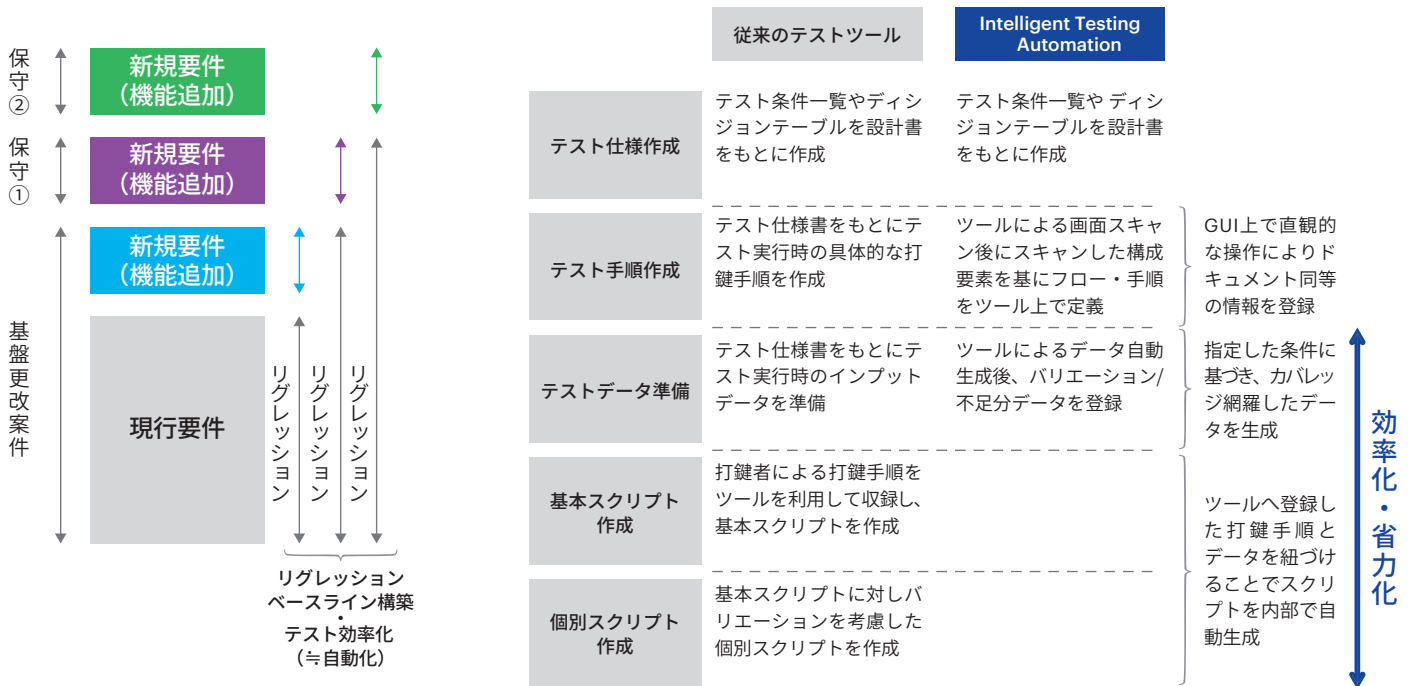 保守②
新規要件
（機能追加）
保守①
新規要件
（機能追加）
基盤更改案件
新規要件
（機能追加）
現行要件
リグレッション
リグレッション
リグレッション
リグレッション
ベースライン構築
・
テスト効率化
（≒自動化）
従来のテストツール
Intelligent Testing
Automation
テスト仕様作成
テスト条件一覧やディシ
ジョンテーブルを設計書
をもとに作成
テスト条件一覧や ディシ
ジョンテーブルを設計書
をもとに作成
テスト手順作成
テスト仕様書をもとにテ
スト実行時の具体的な打
鍵手順を作成
ツールによる画面スキャ
ン後にスキャンした構成
要素を基にフロー・手順
をツール上で定義
GUI上で直観的
な操作によりド
キュメント同等
の情報を登録
テストデータ準備
テスト仕様書をもとにテ
スト実行時のインプット
データを準備
ツールによるデータ自動
生成後、バリエーション/
不足分データを登録
指定した条件に
基づき、カバレッ
ジ網羅したデー
タを生成
基本スクリプト
作成
打鍵者による打鍵手順を
ツールを利用して収録し、
基本スクリプトを作成
個別スクリプト
作成
基本スクリプトに対しバ
リエーションを考慮した
個別スクリプトを作成
ツールへ登録し
た打鍵手順と
データを紐づけ
ることでスクリ
プトを内部で自
動生成
効率化・省力化